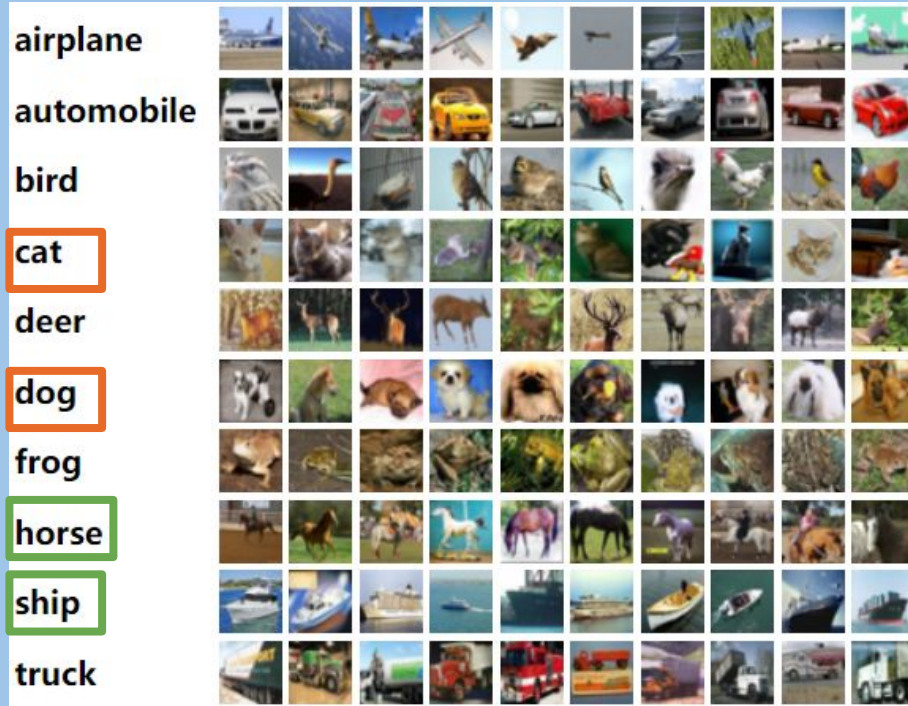 airplane
automobile
bird
cat
deer
dog
frog
horse
ship
truck